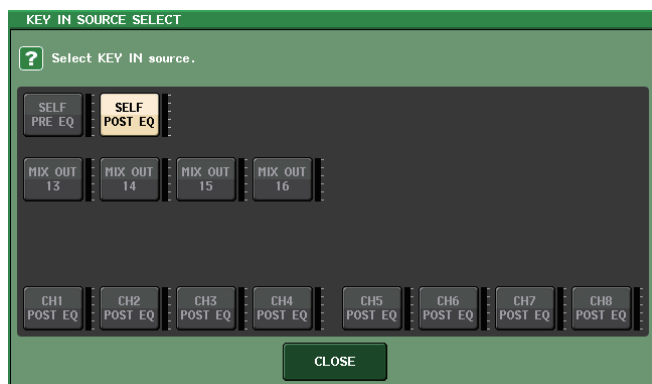 KEY IN SOURCE SELECT
? Select KEY IN source.
SELF
PRE EQ
SELF
POST EQ
MIX OUT
13
MIX OUT
14
MIX OUT
15
MIX OUT
16
CH1
POST EQ
CH2
POST EQ
CH3
POST EQ
CH4
POST EQ
CH5
POST EQ
CH6
POST EQ
CH7
POST EQ
CH8
POST EQ
CLOSE